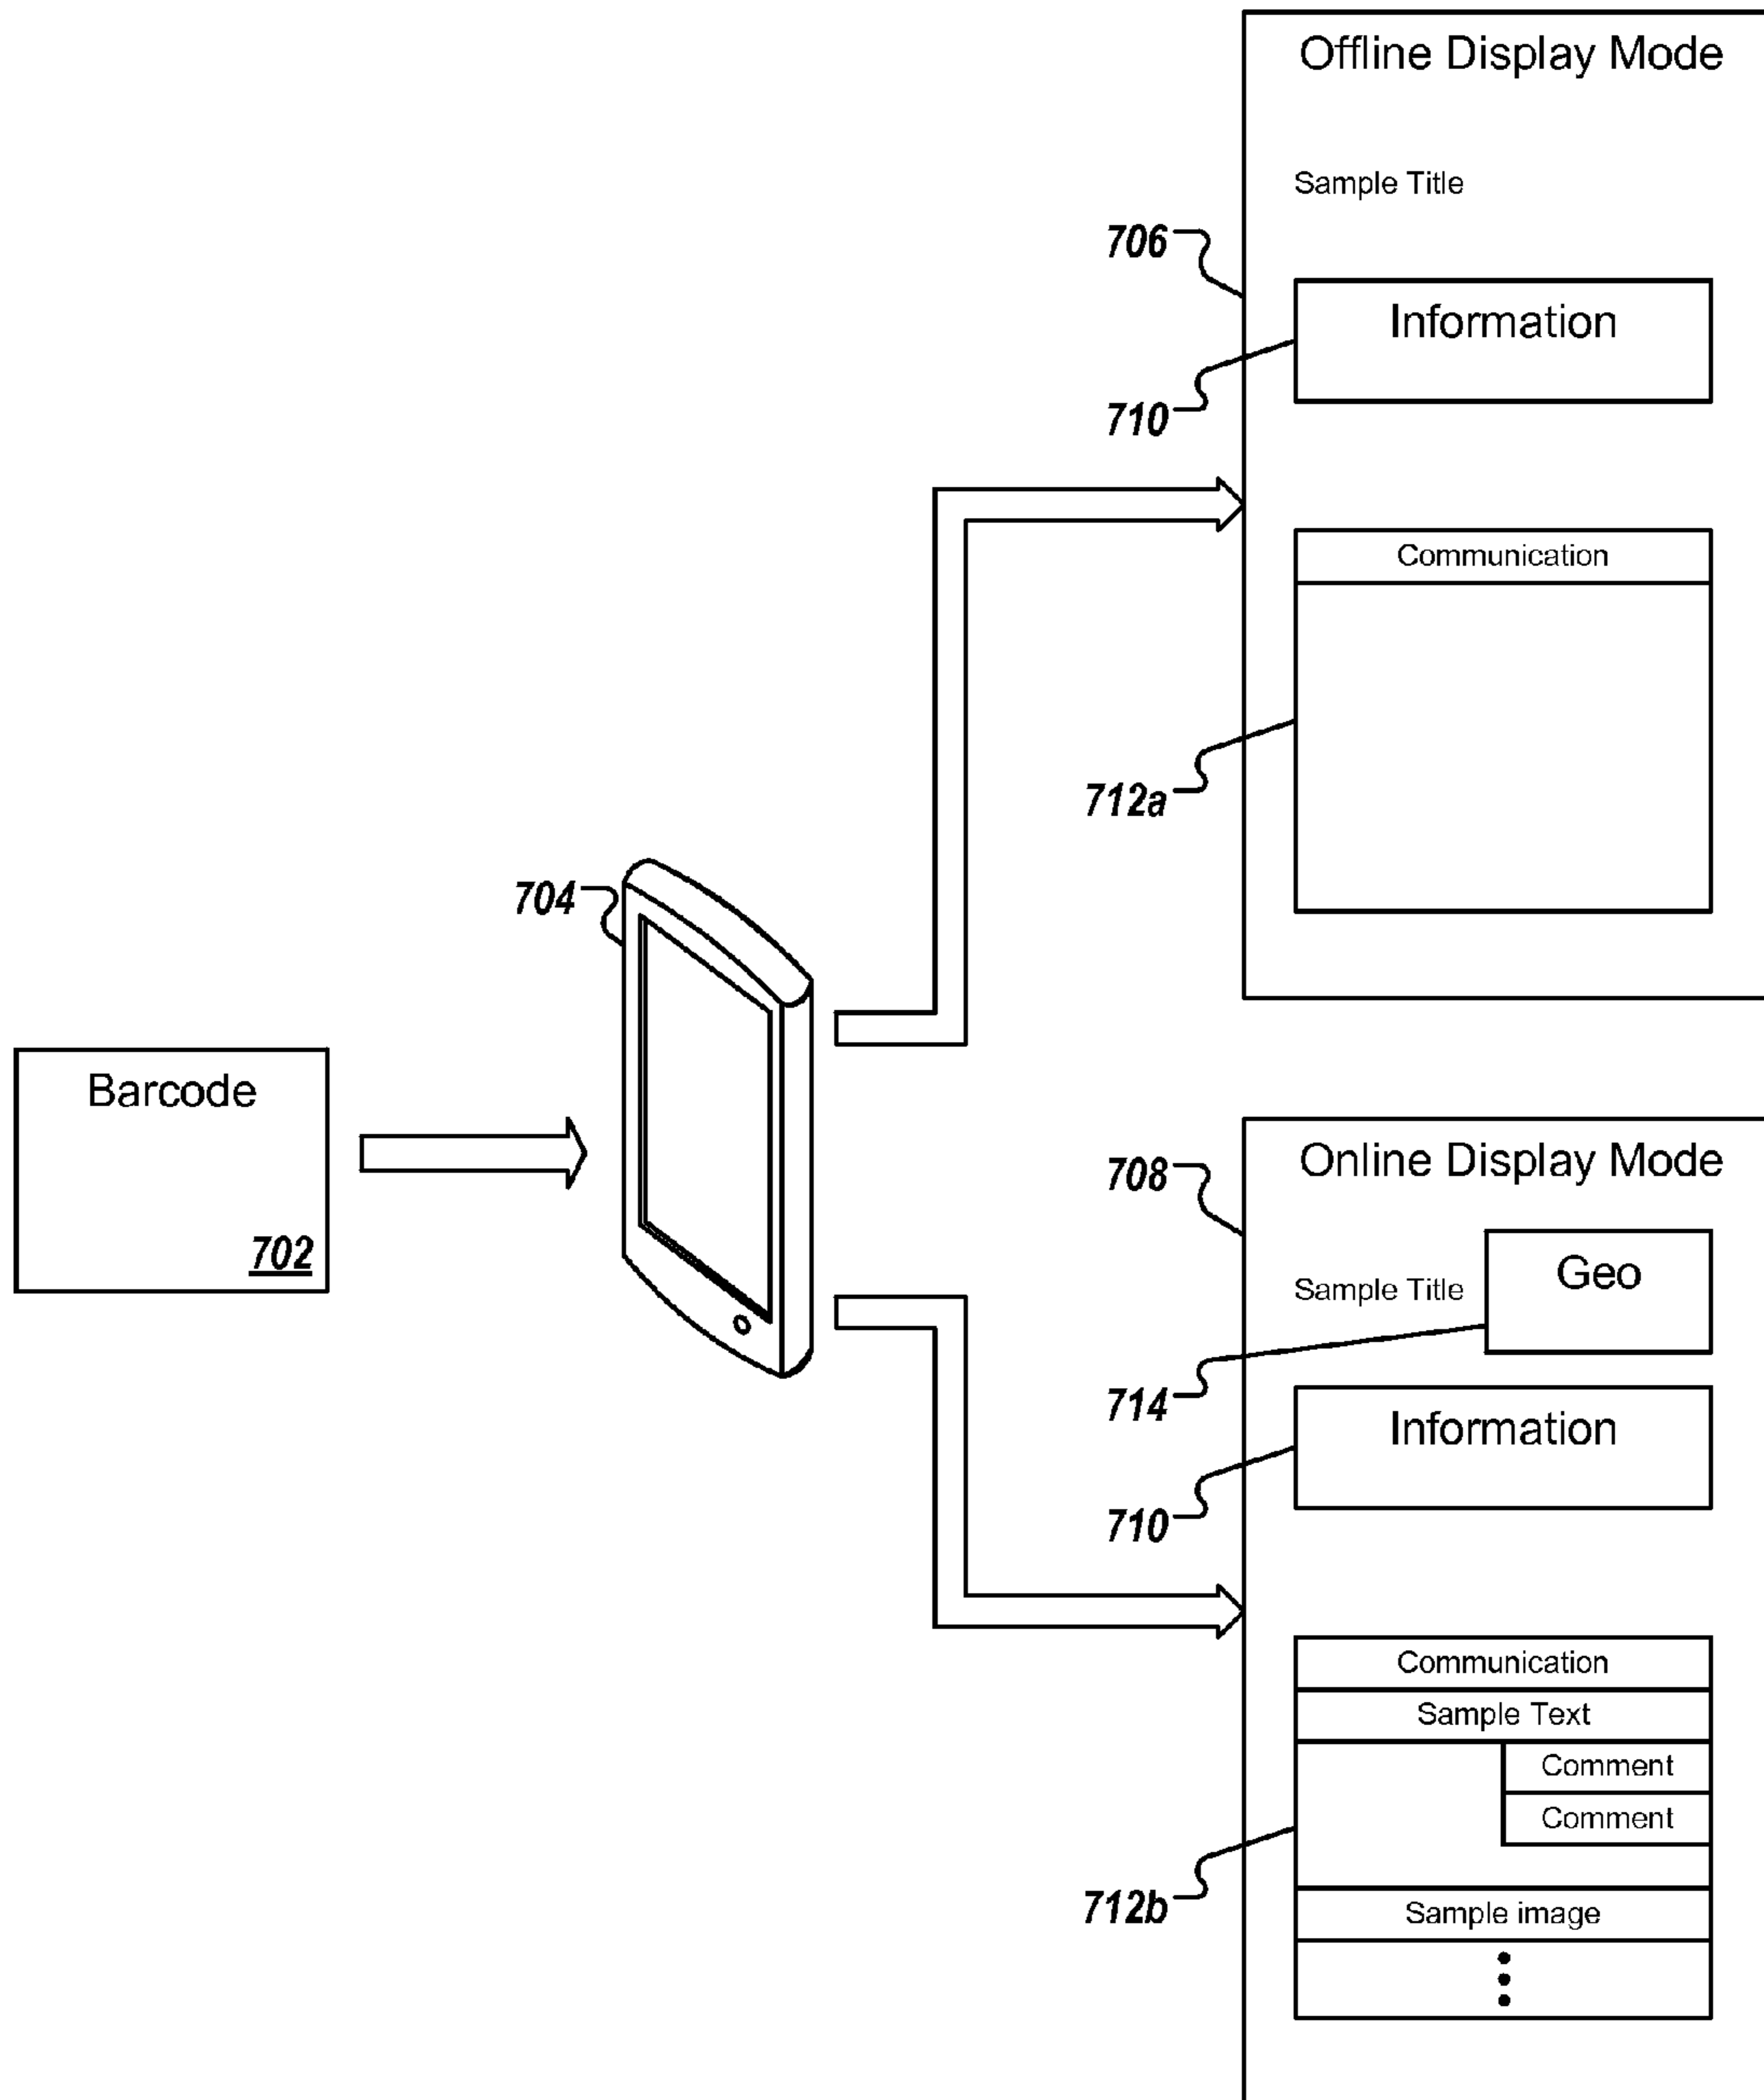 Offline Display Mode
Sample Title
706
Information
710
Communication
712a
704
Barcode
702
Online Display Mode
708
Geo
Sample Title
714
Information
710
Communication
Sample Text
Comment
Comment
712b
Sample image